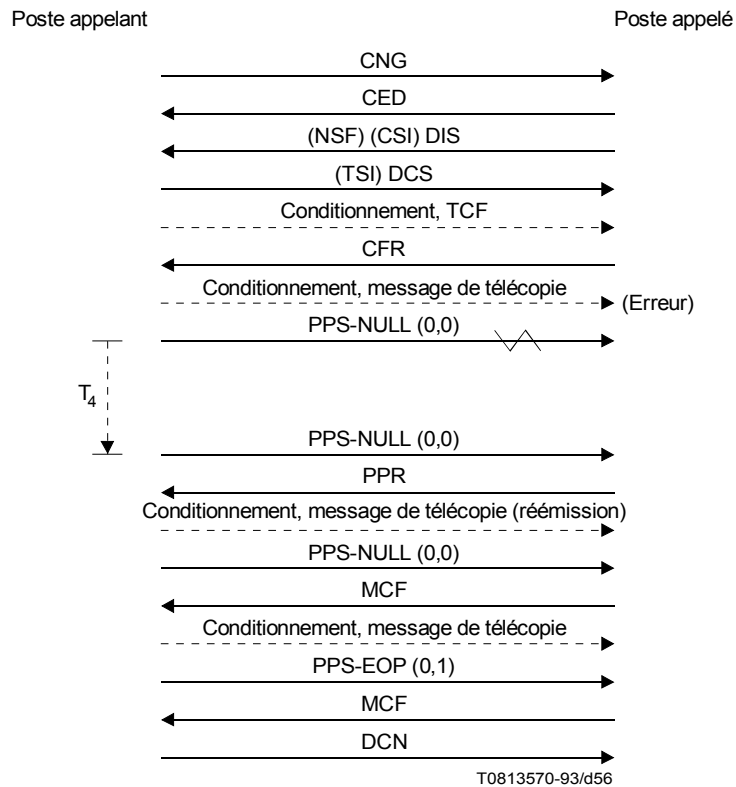 Poste appelant
Poste appelé
CNG
CED
(NSF) (CSI) DIS
(TSI) DCS
Conditionnement, TCF
CFR
Conditionnement, message de télécopie
(Erreur)
PPS-NULL (0,0)
T4
PPS-NULL (0,0)
PPR
Conditionnement, message de télécopie (réémission)
PPS-NULL (0,0)
MCF
Conditionnement, message de télécopie
PPS-EOP (0,1)
MCF
DCN
T0813570-93/d56